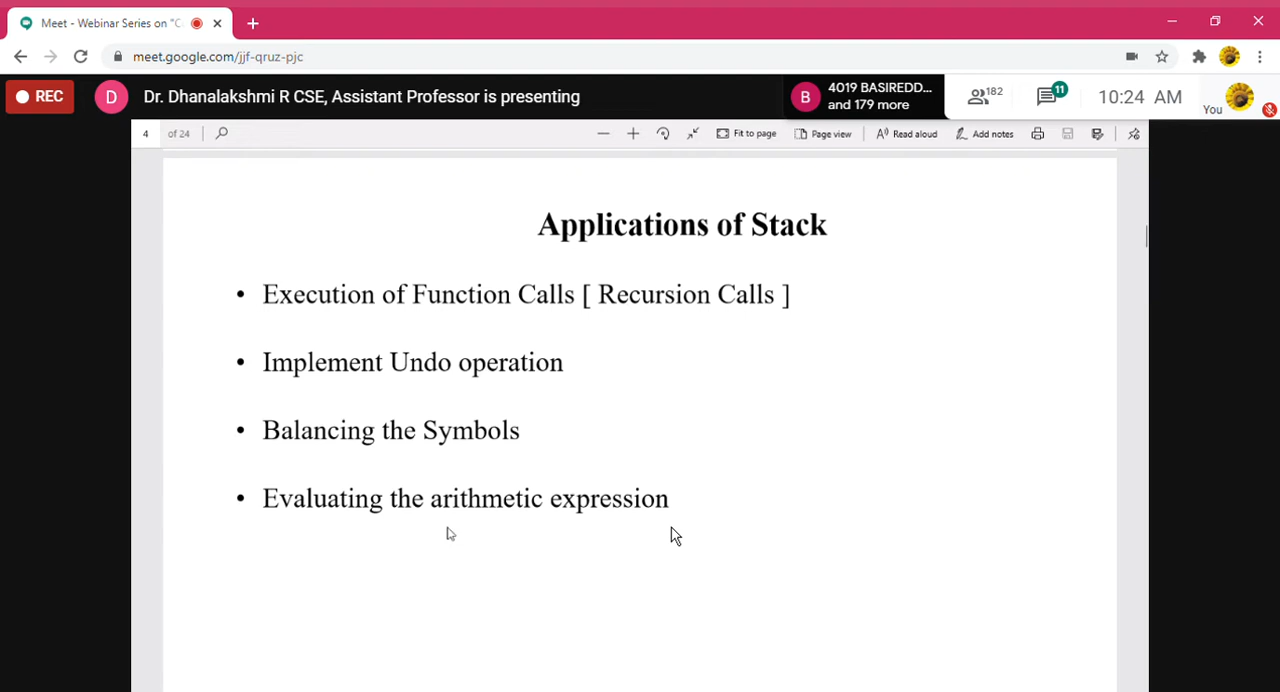 Meet - Webinar Series on "C
meet.google.com/jjf-qruz-pjc
REC
D
Dr. Dhanalakshmi R CSE, Assistant Professor is presenting
B
4019 BASIREDD...
and 179 more
182
11
10:24 AM
You
4 of 24
Fit to page
Page view
Read aloud
Add notes
Applications of Stack
• Execution of Function Calls [ Recursion Calls ]
• Implement Undo operation
• Balancing the Symbols
• Evaluating the arithmetic expression